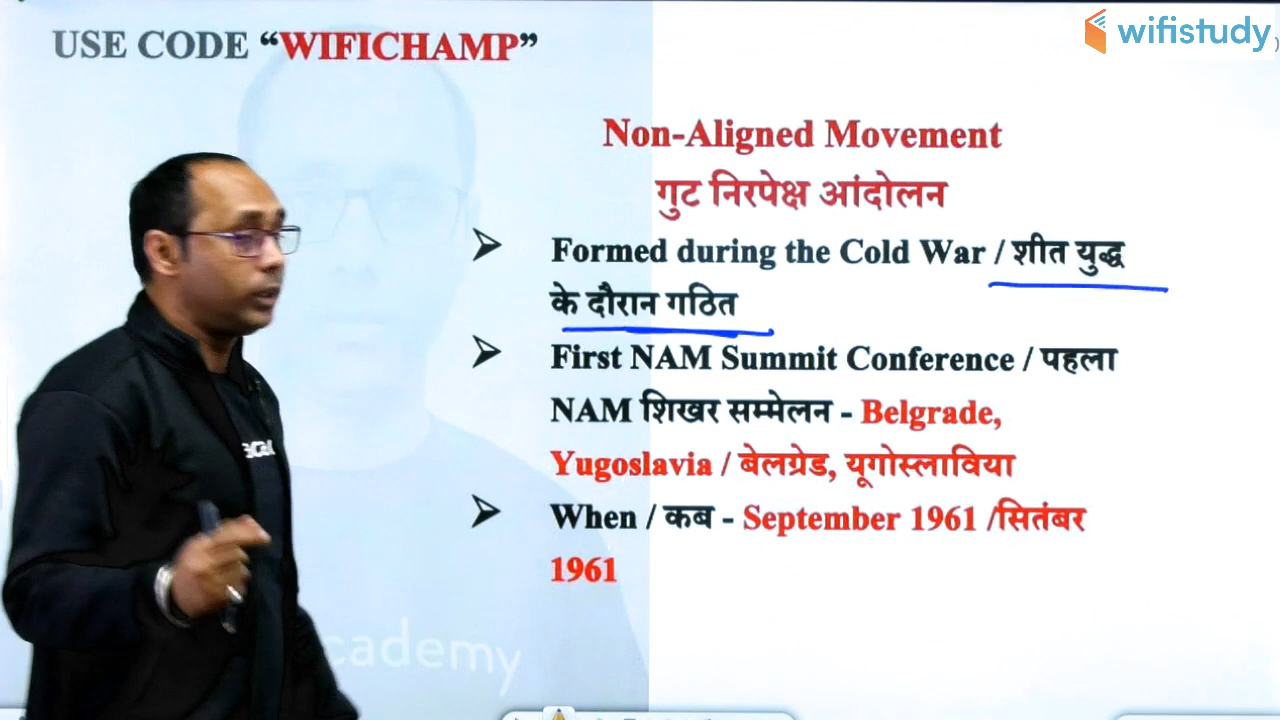 USE CODE “WIFICHAMP”
wifistudy
Non-Aligned Movement
गुट निरपेक्ष आंदोलन
Formed during the Cold War / शीत युद्ध
के दौरान गठित
First NAM Summit Conference / पहला
NAM शिखर सम्मेलन - Belgrade,
Yugoslavia / बेलग्रेड, यूगोस्लाविया
When / कब - September 1961 /सितंबर
1961
cademy